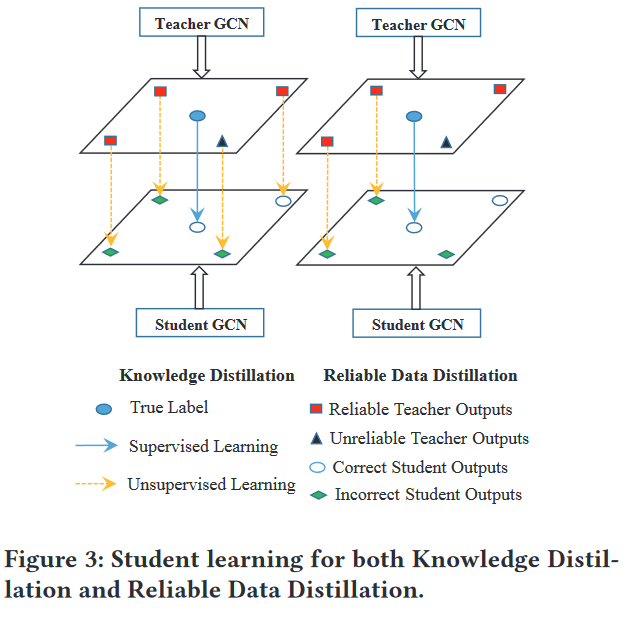 Teacher GCN
Teacher GCN
Student GCN
Student GCN
Knowledge Distillation
Reliable Data Distillation
True Label
Supervised Learning
Unsupervised Learning
Reliable Teacher Outputs
Unreliable Teacher Outputs
Correct Student Outputs
Incorrect Student Outputs
Figure 3: Student learning for both Knowledge Distil-
lation and Reliable Data Distillation.